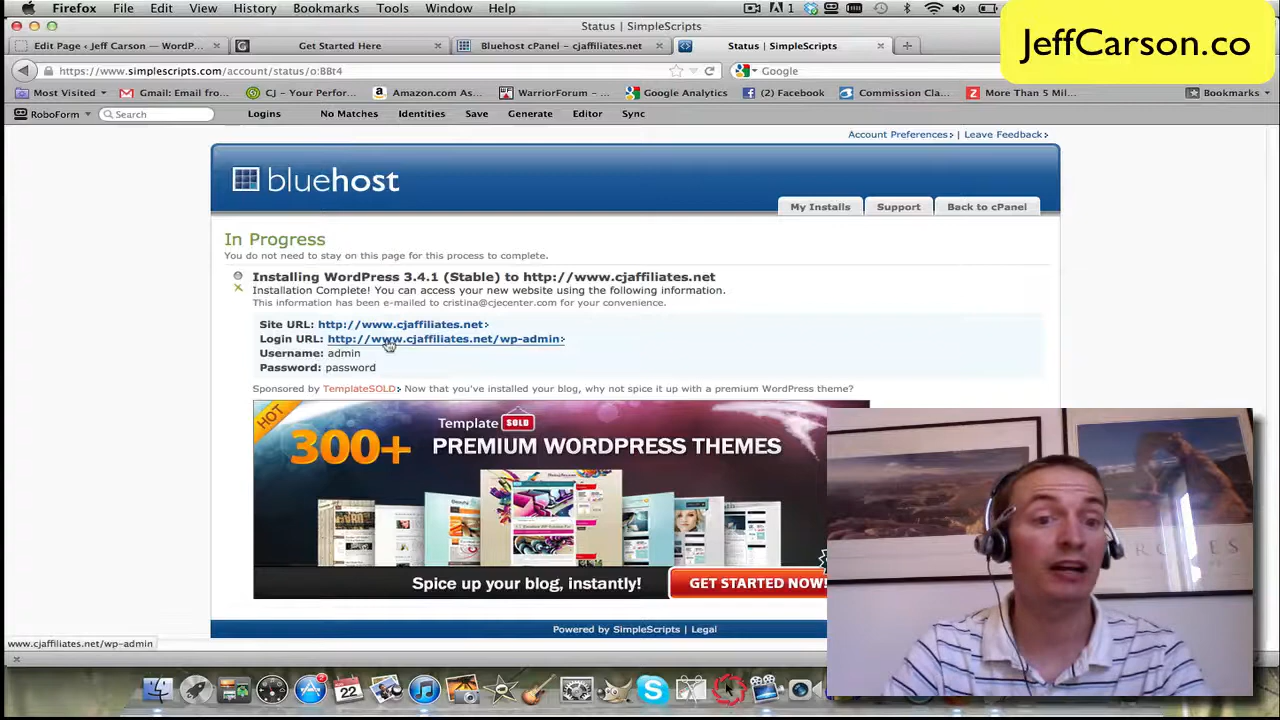 Firefox File Edit View History Bookmarks Tools Window Help
1
Status | SimpleScripts
JeffCarson.co
Edit Page ‹ Jeff Carson — WordP...
Get Started Here
Bluehost cPanel - cjaffiliates.net
Status | SimpleScripts
https://www.simplescripts.com/account/status/o:BBt4
Google
Most Visited
Gmail: Email fro...
CJ - Your Perfor...
Amazon.com As...
WarriorForum - ...
Google Analytics
(2) Facebook
Commission Cla...
More Than 5 Mil...
Bookmarks
RoboForm
Search
Logins
No Matches
Identities
Save
Generate
Editor
Sync
Account Preferences | Leave Feedback
bluehost
My Installs
Support
Back to cPanel
In Progress
You do not need to stay on this page for this process to complete.
Installing WordPress 3.4.1 (Stable) to http://www.cjaffiliates.net
Installation Complete! You can access your new website using the following information.
This information has been e-mailed to cristina@cjecenter.com for your convenience.
Site URL: http://www.cjaffiliates.net
Login URL: http://www.cjaffiliates.net/wp-admin
Username: admin
Password: password
Sponsored by TemplateSOLD Now that you've installed your blog, why not spice it up with a premium WordPress theme?
HOT
Template SOLD
300+ PREMIUM WORDPRESS THEMES
Spice up your blog, instantly!
GET STARTED NOW!
Powered by SimpleScripts | Legal
www.cjaffiliates.net/wp-admin
22